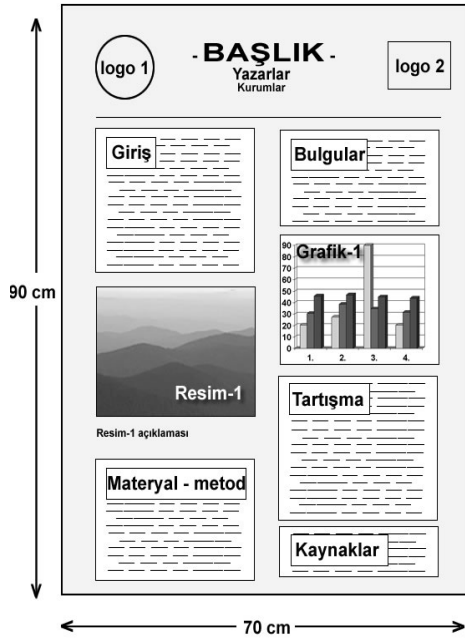 logo 1
- BAŞLIK -
Yazarlar
Kurumlar
logo 2
90 cm
Giriş
Resim-1
Resim-1 açıklaması
Materyal - metod
Bulgular
Grafik-1
90
80
70
60
50
40
30
20
10
0
1. 2. 3. 4.
Tartışma
Kaynaklar
70 cm